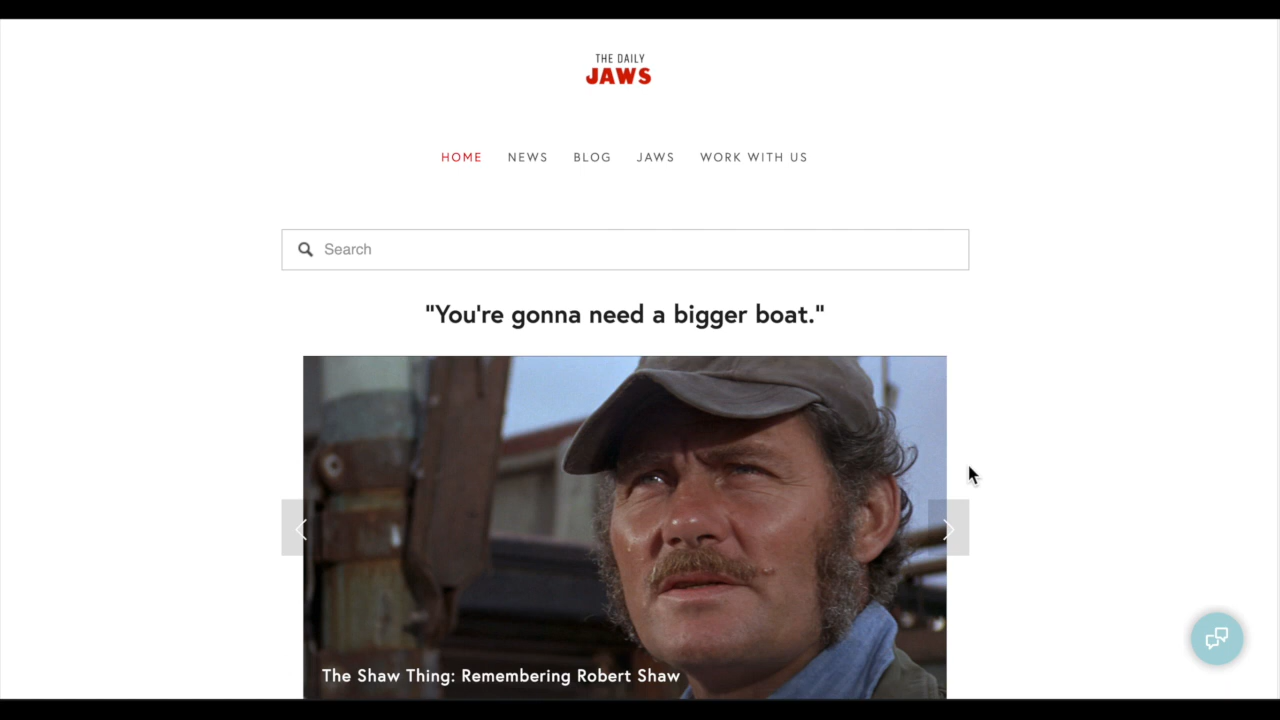 THE DAILY
JAWS
HOME NEWS BLOG JAWS WORK WITH US
Search
"You're gonna need a bigger boat."
The Shaw Thing: Remembering Robert Shaw